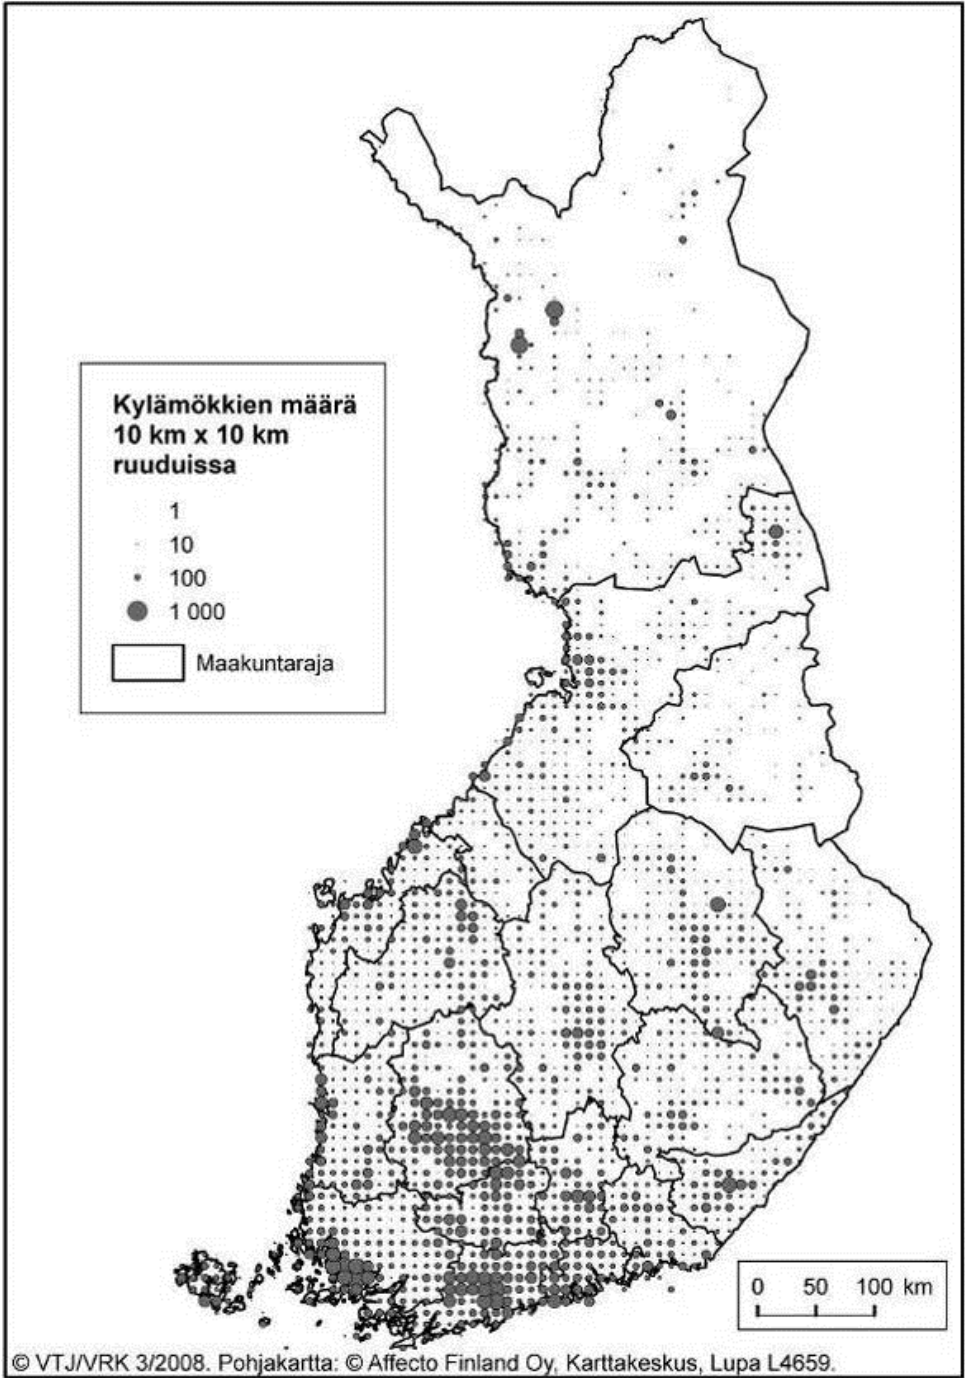 Kylämökkien määrä
10 km x 10 km
ruuduissa
1
10
100
1 000
Maakuntaraja
0 50 100 km
© VTJ/VRK 3/2008. Pohjakartta: © Affecto Finland Oy, Karttakeskus, Lupa L4659.